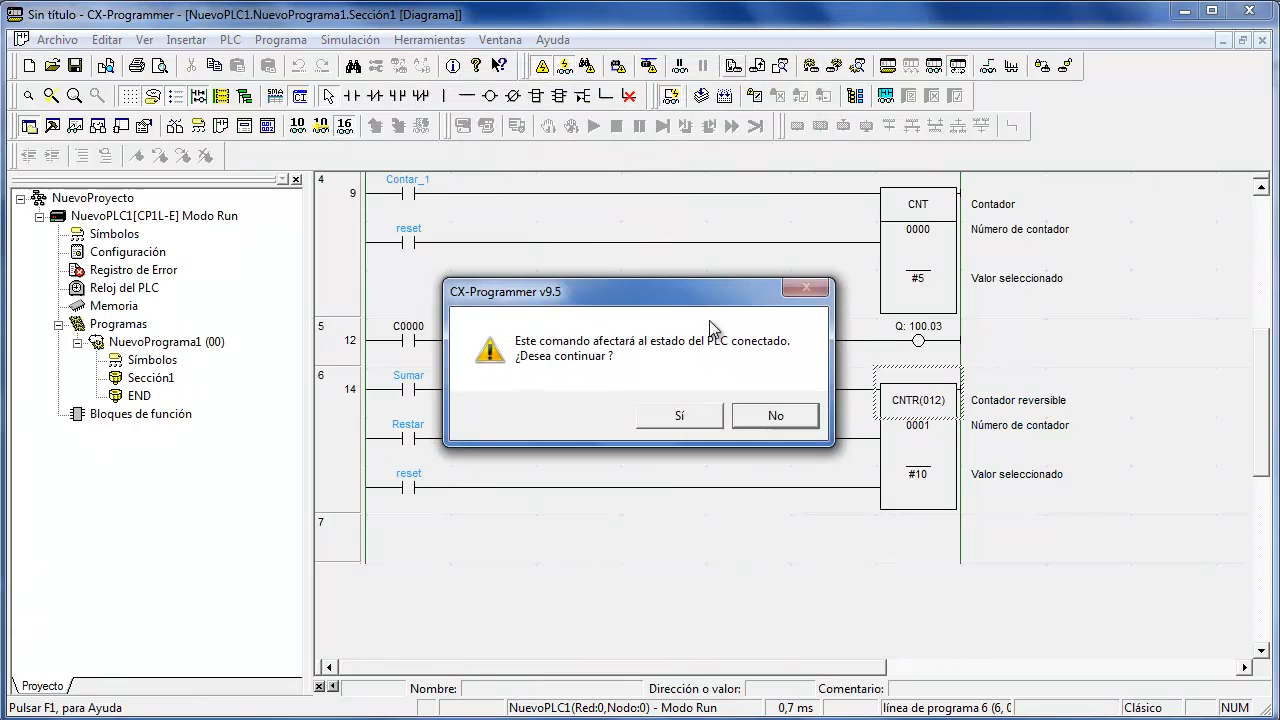 Sin título - CX-Programmer - [NuevoPLC1.NuevoPrograma1.Sección1 [Diagrama]]
Archivo Editar Ver Insertar PLC Programa Simulación Herramientas Ventana Ayuda
10 10 16
NuevoProyecto
NuevoPLC1[CP1L-E] Modo Run
Símbolos
Configuración
Registro de Error
Reloj del PLC
Memoria
Programas
NuevoPrograma1 (00)
Símbolos
Sección1
END
Bloques de función
Proyecto
4
9
Contar_1
reset
CNT
0000
#5
Contador
Número de contador
Valor seleccionado
5
12
C0000
Q: 100.03
6
14
Sumar
Restar
reset
CNTR(012)
0001
#10
Contador reversible
Número de contador
Valor seleccionado
7
CX-Programmer v9.5
Este comando afectará al estado del PLC conectado.
¿Desea continuar ?
Sí
No
Nombre: Dirección o valor: Comentario:
Pulsar F1, para Ayuda NuevoPLC1(Red:0,Nodo:0) - Modo Run 0,7 ms línea de programa 6 (6, 0 Clásico NUM